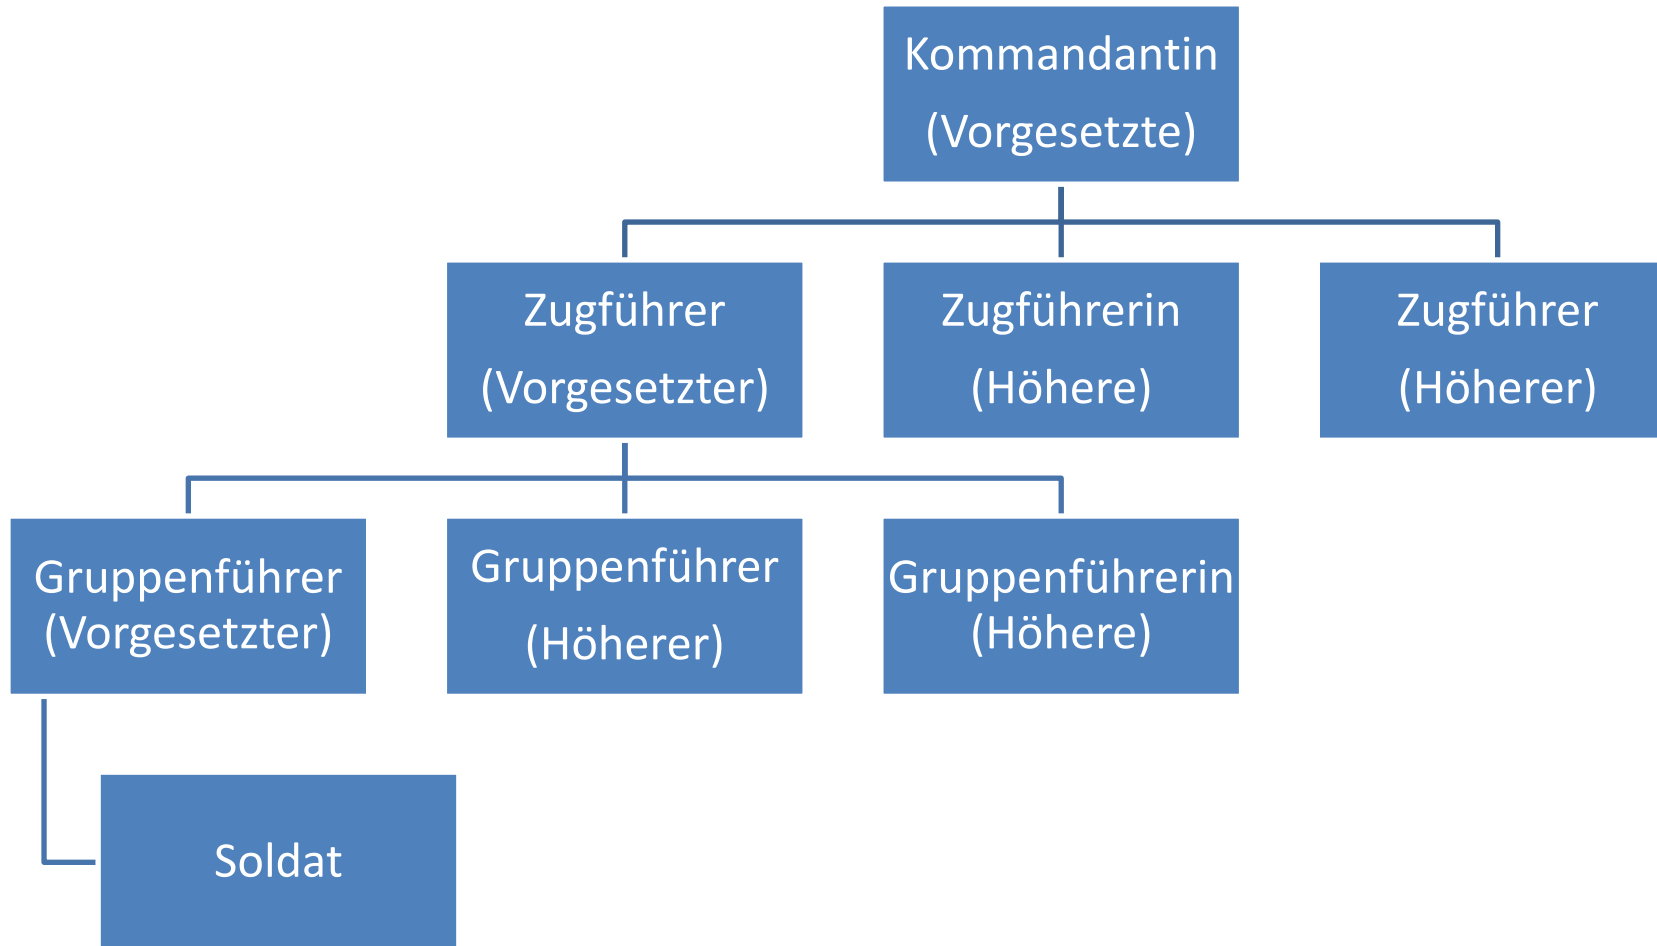 Kommandantin
(Vorgesetzte)
Zugführer
(Vorgesetzter)
Zugführerin
(Höhere)
Zugführer
(Höherer)
Gruppenführer
(Vorgesetzter)
Gruppenführer
(Höherer)
Gruppenführerin
(Höhere)
Soldat